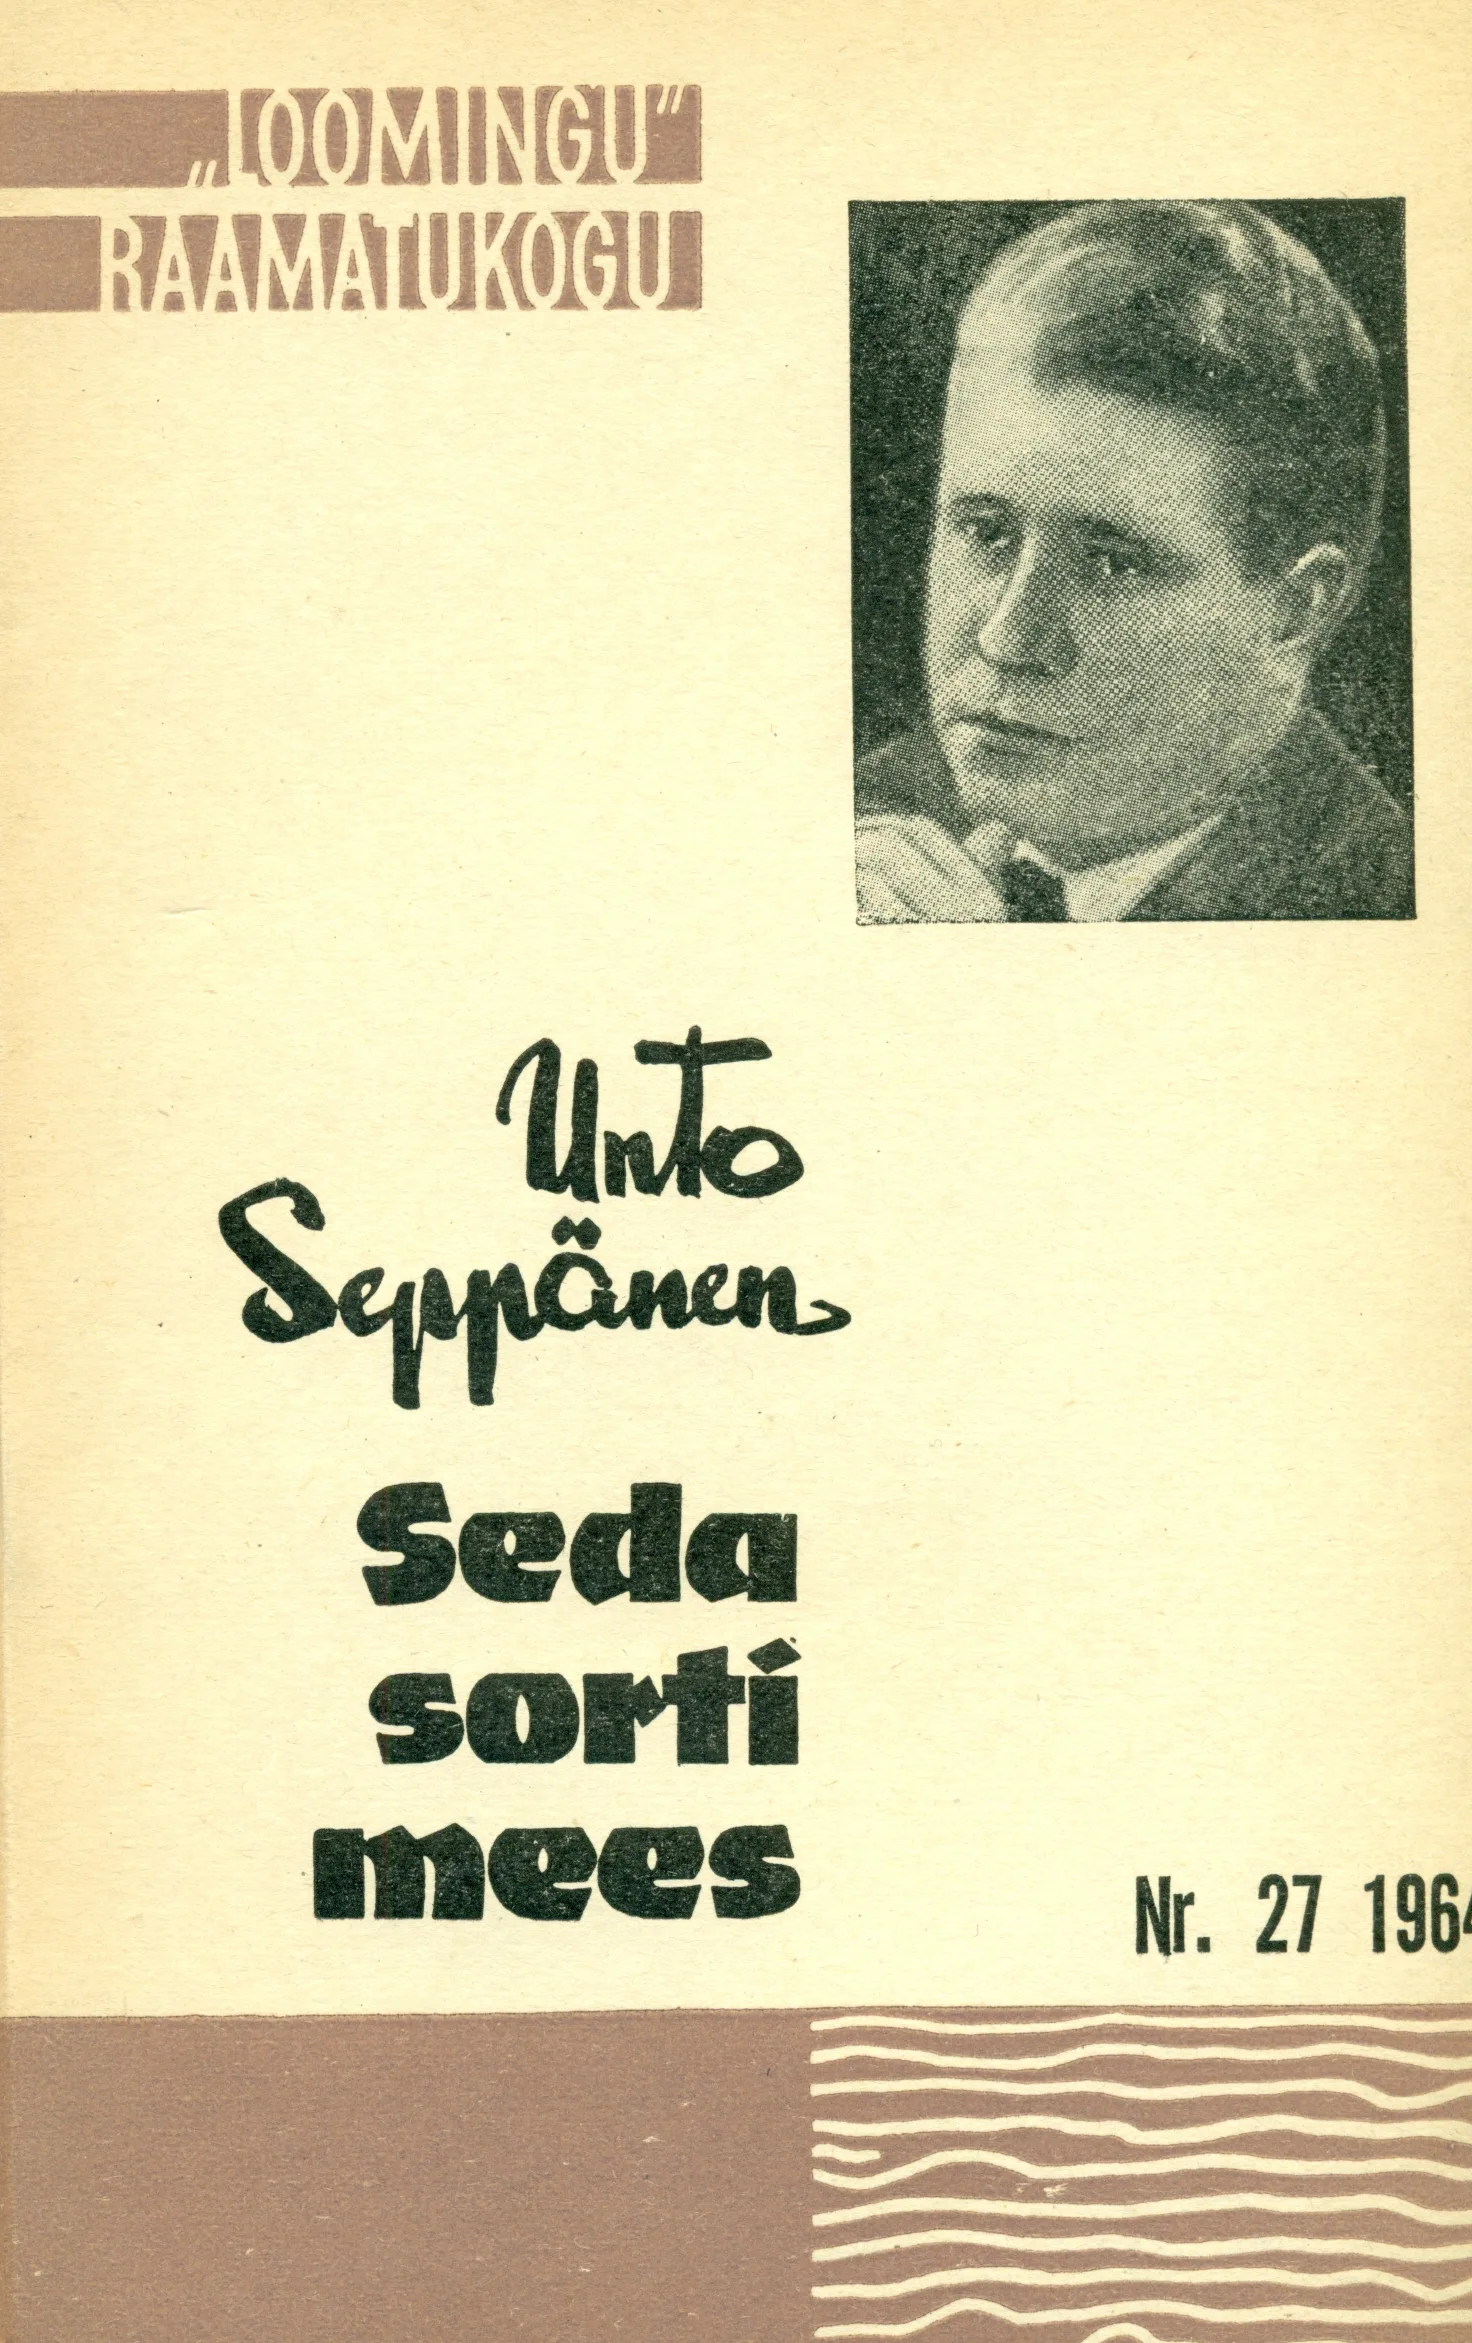 „LOOMINGU“
RAAMATUKOGU
Unto
Seppänen
Seda
sorti
mees
Nr. 27 1964